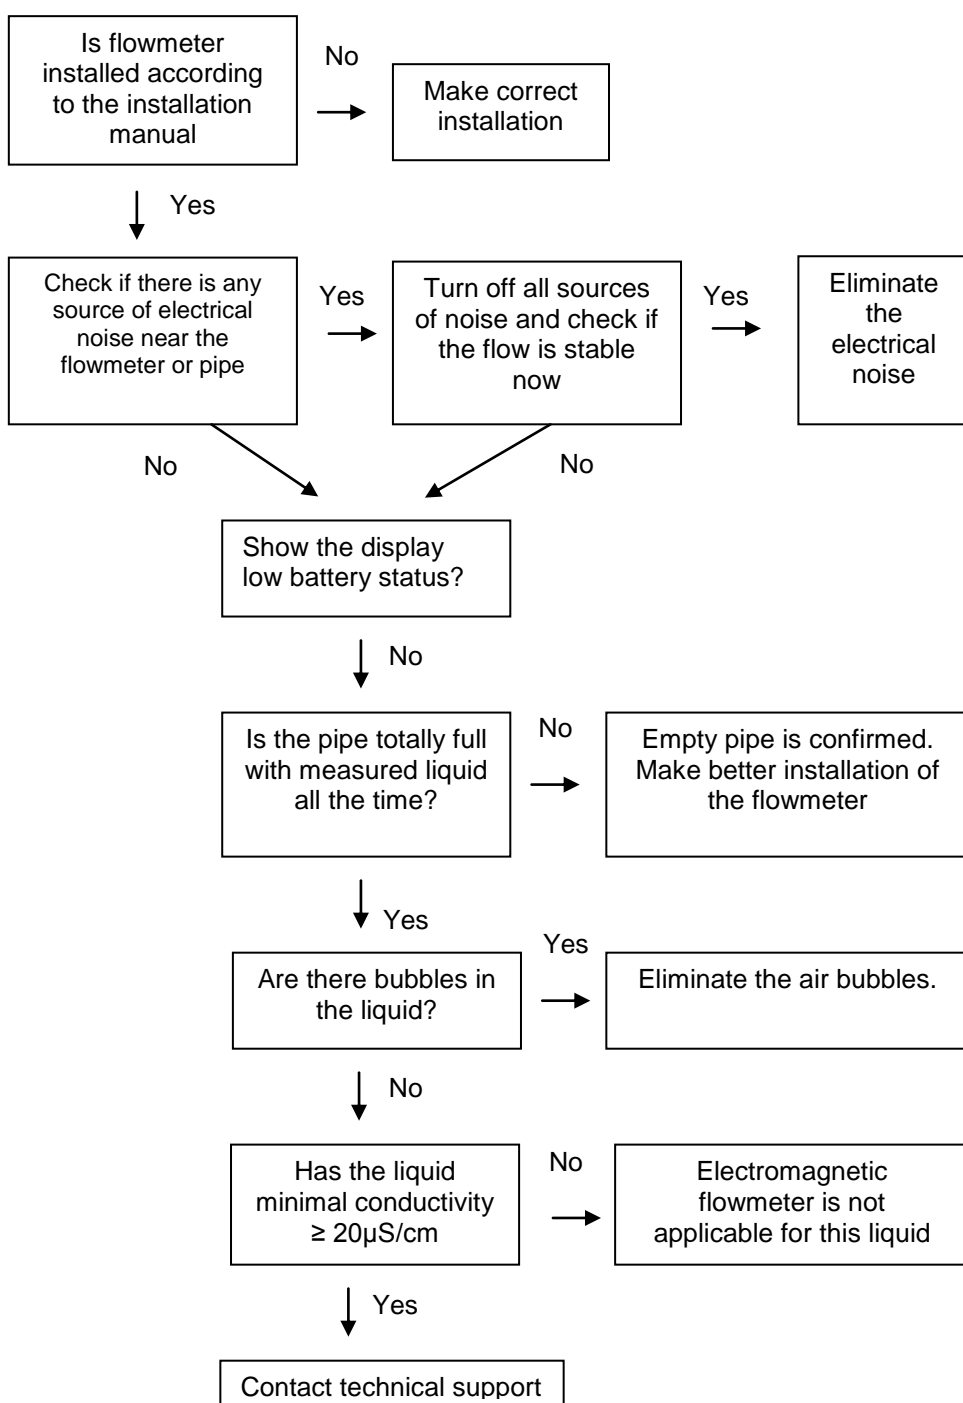 Is flowmeter
installed according
to the installation
manual
No
Make correct
installation
Yes
Check if there is any
source of electrical
noise near the
flowmeter or pipe
Yes
Turn off all sources
of noise and check if
the flow is stable
now
Yes
Eliminate
the
electrical
noise
No
No
Show the display
low battery status?
No
Is the pipe totally full
with measured liquid
all the time?
No
Empty pipe is confirmed.
Make better installation of
the flowmeter
Yes
Are there bubbles in
the liquid?
Yes
Eliminate the air bubbles.
No
Has the liquid
minimal conductivity
≥ 20µS/cm
No
Electromagnetic
flowmeter is not
applicable for this liquid
Yes
Contact technical support